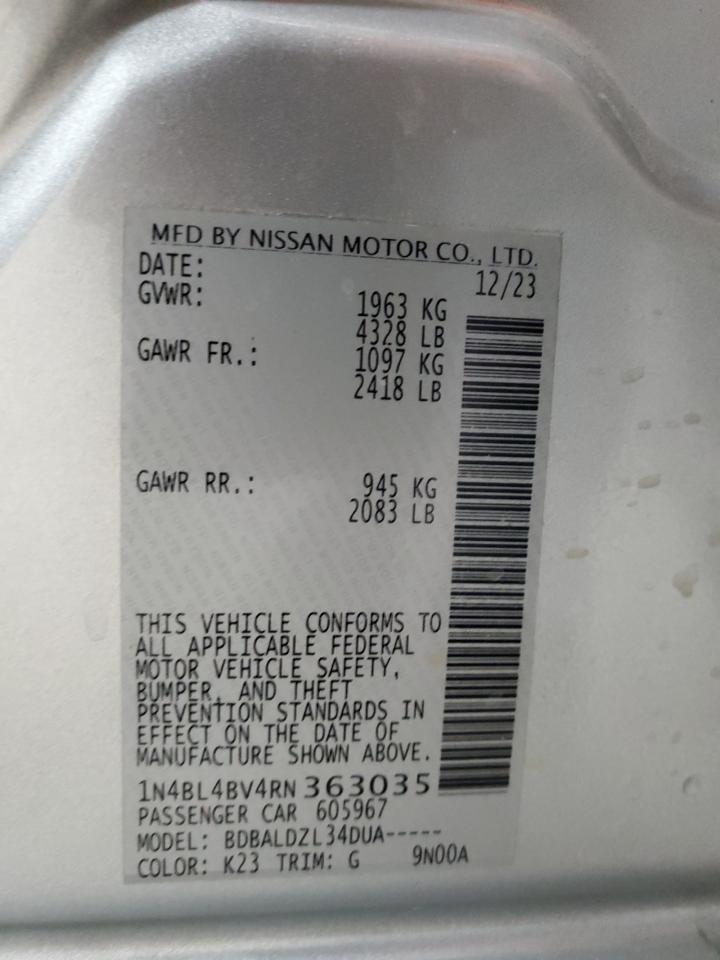 MFD BY NISSAN MOTOR CO., LTD.
DATE: 12/23
GVWR: 1963 KG
4328 LB
GAWR FR.: 1097 KG
2418 LB
GAWR RR.: 945 KG
2083 LB
THIS VEHICLE CONFORMS TO
ALL APPLICABLE FEDERAL
MOTOR VEHICLE SAFETY,
BUMPER, AND THEFT
PREVENTION STANDARDS IN
EFFECT ON THE DATE OF
MANUFACTURE SHOWN ABOVE.
1N4BL4BV4RN363035
PASSENGER CAR 605967
MODEL: BDBALDZL34DUA-----
COLOR: K23 TRIM: G 9N00A